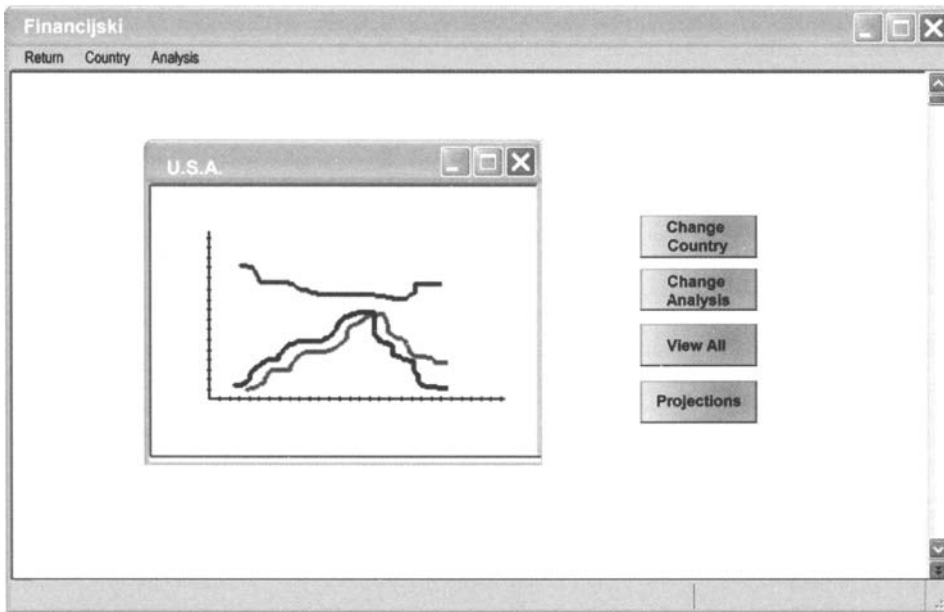 Financijski
Return Country Analysis
U.S.A.
Change
Country
Change
Analysis
View All
Projections